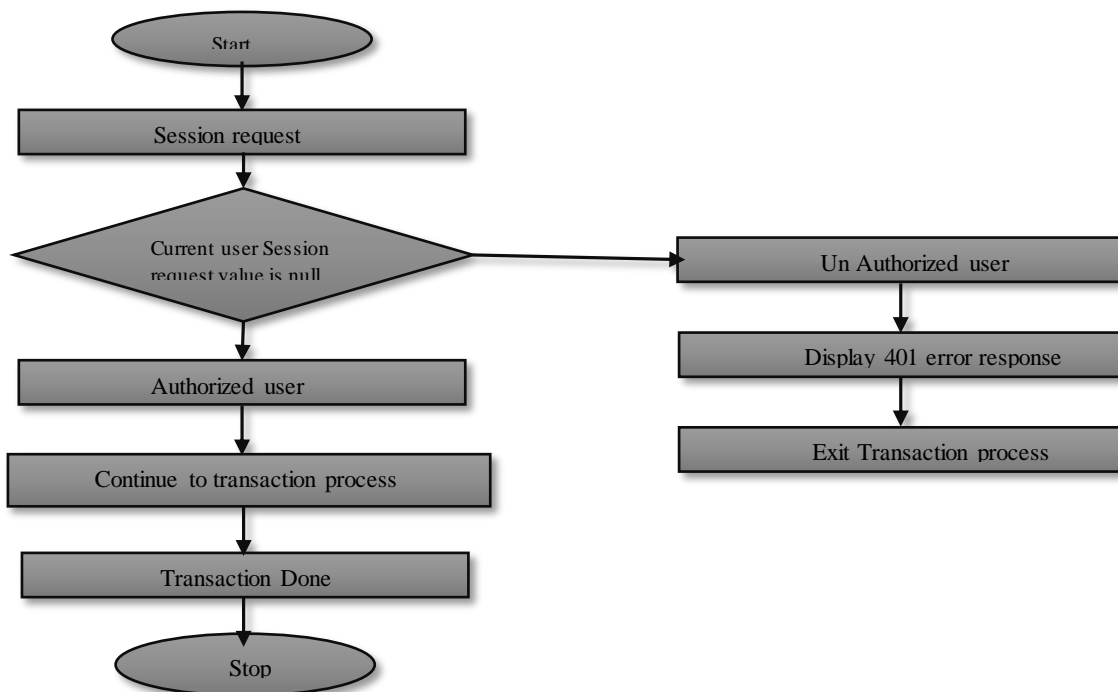 Start
Session request
Current user Session
request value is null
Un Authorized user
Display 401 error response
Exit Transaction process
Authorized user
Continue to transaction process
Transaction Done
Stop